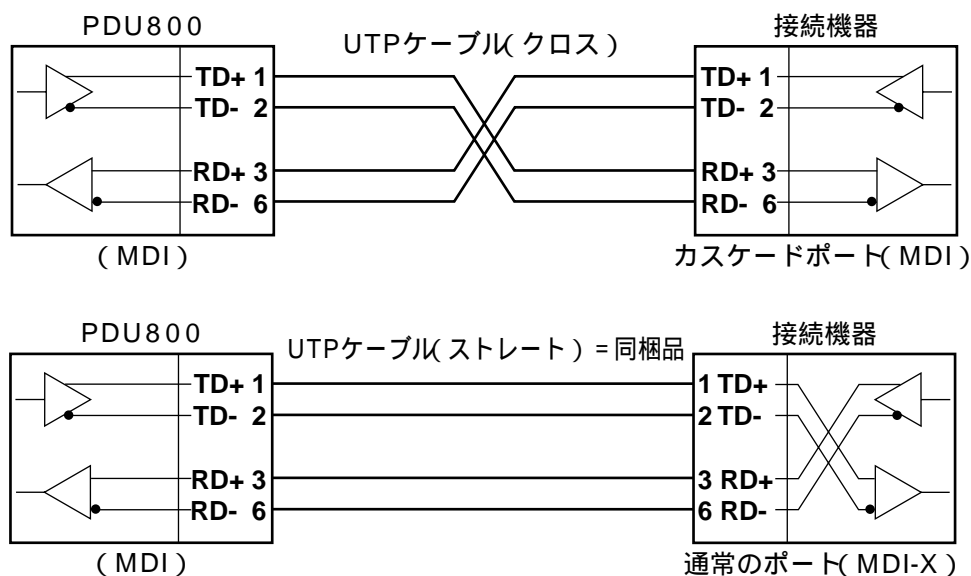 PDU800
UTPケーブル(クロス)
接続機器
TD+ 1
TD- 2
RD+ 3
RD- 6
TD+ 1
TD- 2
RD+ 3
RD- 6
(MDI)
カスケードポート(MDI)
PDU800
UTPケーブル(ストレート)=同梱品
接続機器
TD+ 1
TD- 2
RD+ 3
RD- 6
1 TD+
2 TD-
3 RD+
6 RD-
(MDI)
通常のポート(MDI-X)